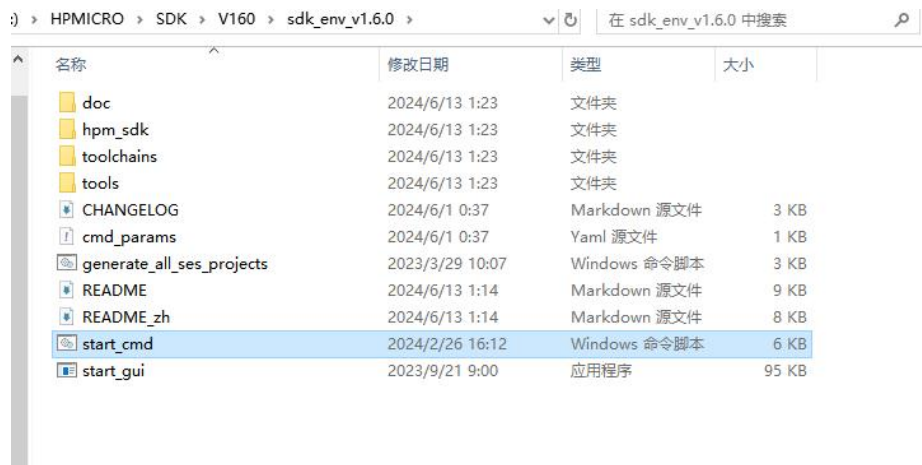 :) › HPMICRO › SDK › V160 › sdk_env_v1.6.0 › 在 sdk_env_v1.6.0 中搜索
名称 修改日期 类型 大小
doc 2024/6/13 1:23 文件夹
hpm_sdk 2024/6/13 1:23 文件夹
toolchains 2024/6/13 1:23 文件夹
tools 2024/6/13 1:23 文件夹
CHANGELOG 2024/6/1 0:37 Markdown 源文件 3 KB
cmd_params 2024/6/1 0:37 Yaml 源文件 1 KB
generate_all_ses_projects 2023/3/29 10:07 Windows 命令脚本 3 KB
README 2024/6/13 1:14 Markdown 源文件 9 KB
README_zh 2024/6/13 1:14 Markdown 源文件 8 KB
start_cmd 2024/2/26 16:12 Windows 命令脚本 6 KB
start_gui 2023/9/21 9:00 应用程序 95 KB